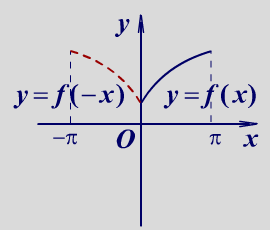 y
y=f(−x) y=f(x)
−π O π x